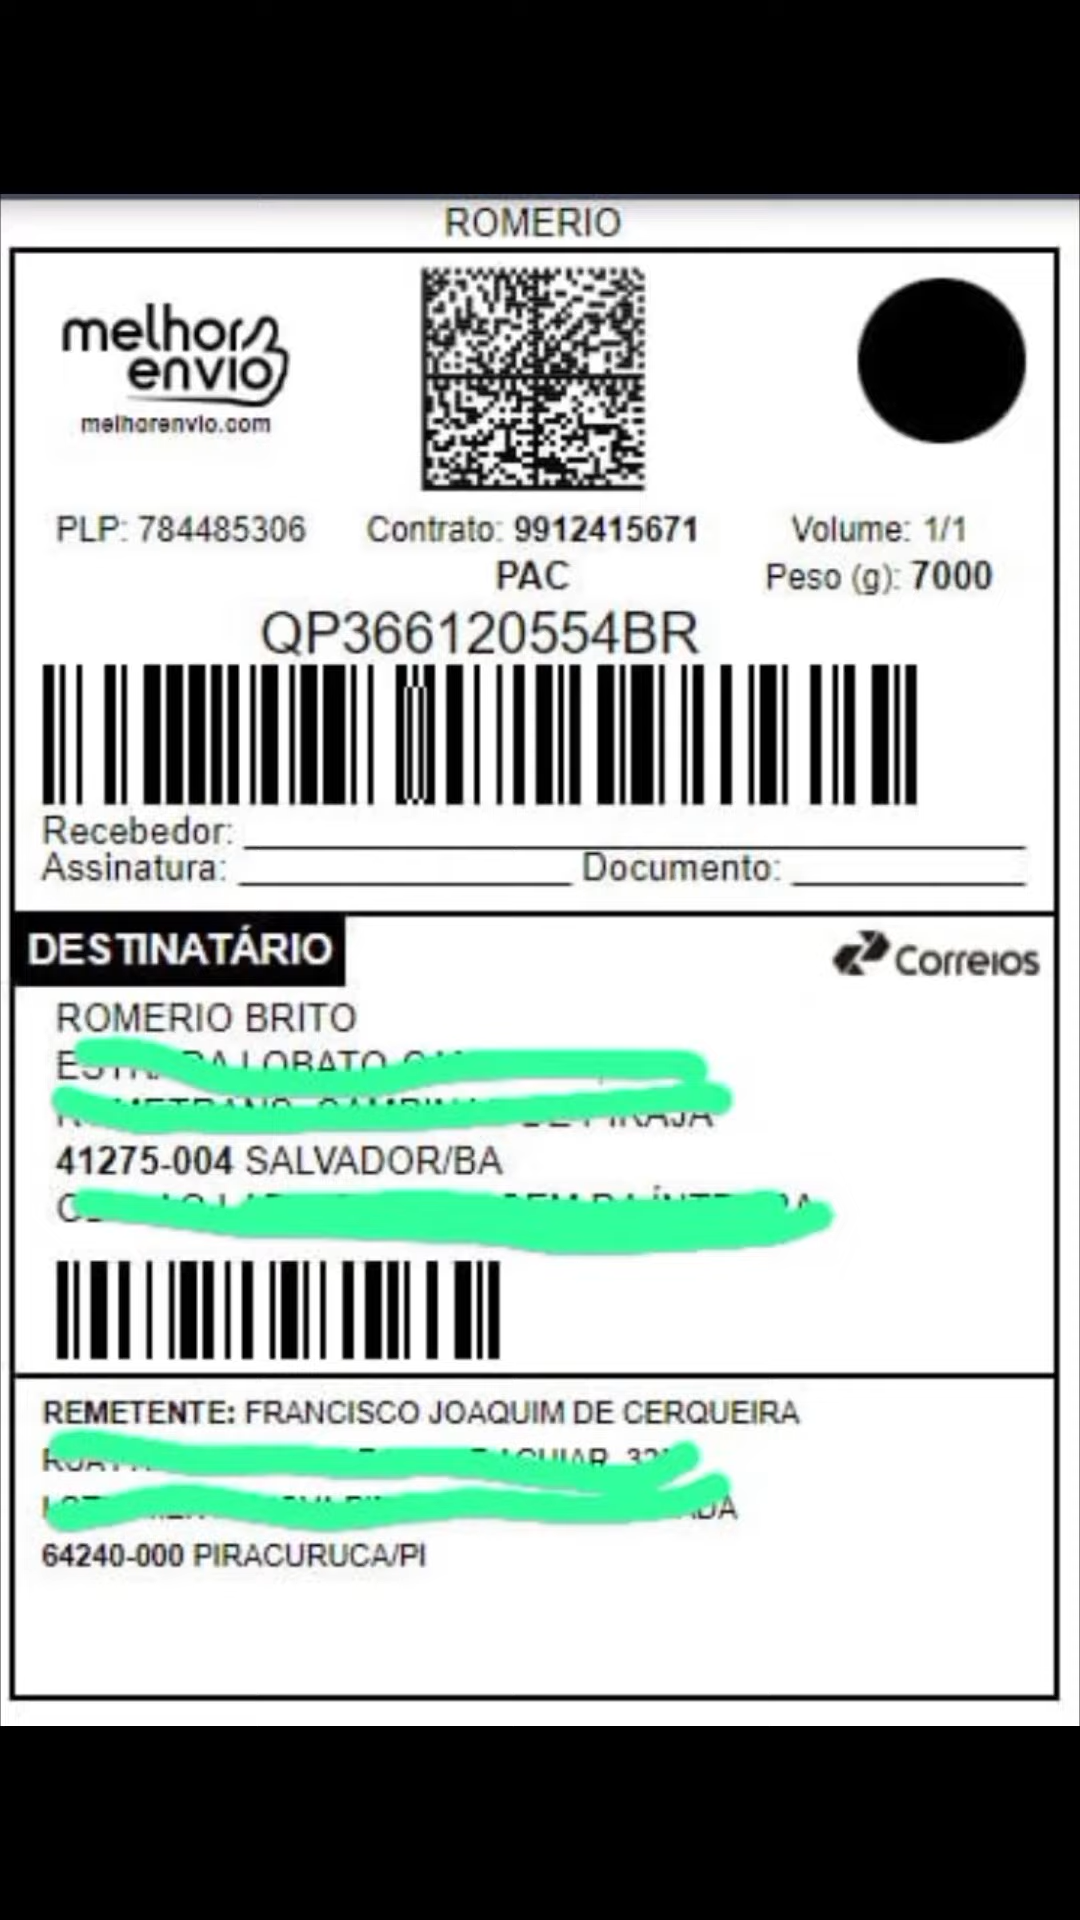 ROMERIO
melhor
envio
melhorenvio.com
PLP: 784485306 Contrato: 9912415671 Volume: 1/1
PAC Peso (g): 7000
QP366120554BR
Recebedor:
Assinatura: Documento:
DESTINATÁRIO
Correios
ROMERIO BRITO
LOBATO
41275-004 SALVADOR/BA
REMETENTE: FRANCISCO JOAQUIM DE CERQUEIRA
64240-000 PIRACURUCA/PI